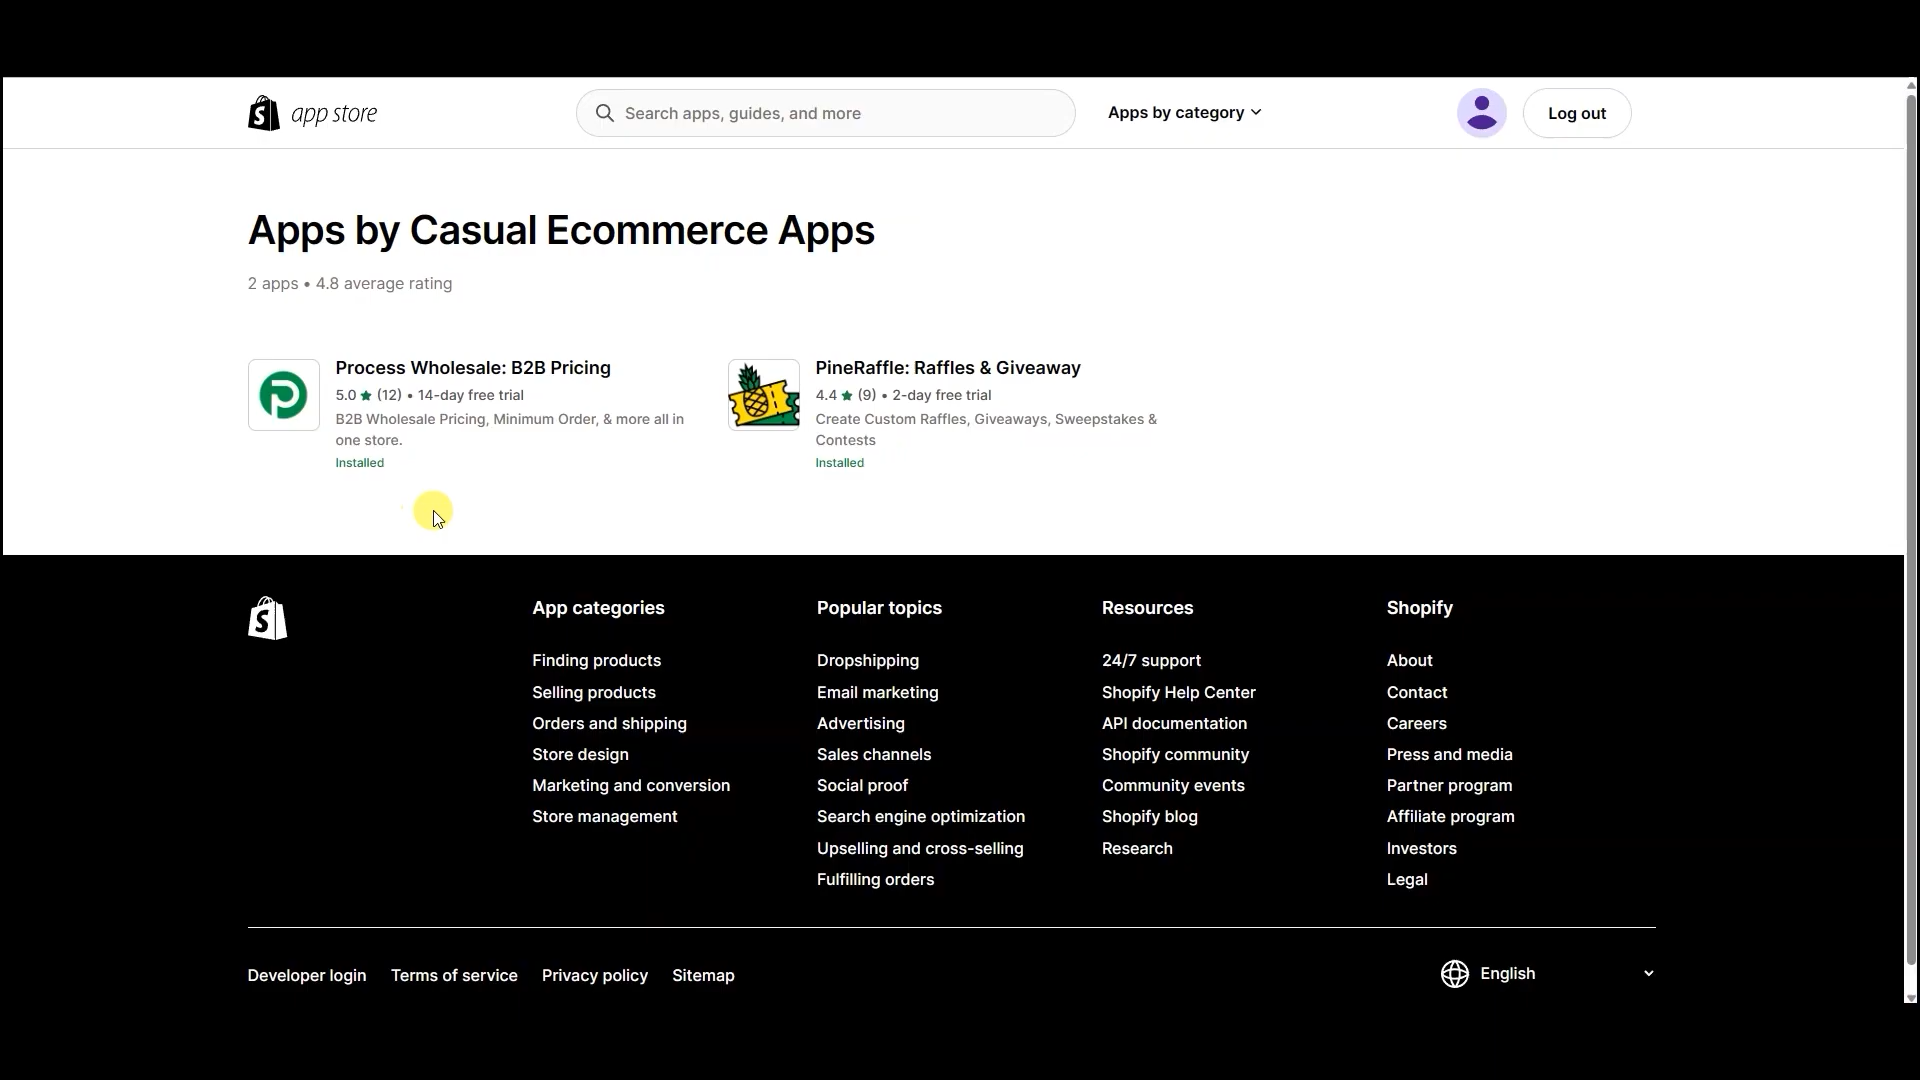 app store
Search apps, guides, and more
Apps by category
Log out
Apps by Casual Ecommerce Apps
2 apps • 4.8 average rating
Process Wholesale: B2B Pricing
5.0 ★ (12) • 14-day free trial
B2B Wholesale Pricing, Minimum Order, & more all in
one store.
Installed
PineRaffle: Raffles & Giveaway
4.4 ★ (9) • 2-day free trial
Create Custom Raffles, Giveaways, Sweepstakes &
Contests
Installed
App categories
Finding products
Selling products
Orders and shipping
Store design
Marketing and conversion
Store management
Popular topics
Dropshipping
Email marketing
Advertising
Sales channels
Social proof
Search engine optimization
Upselling and cross-selling
Fulfilling orders
Resources
24/7 support
Shopify Help Center
API documentation
Shopify community
Community events
Shopify blog
Research
Shopify
About
Contact
Careers
Press and media
Partner program
Affiliate program
Investors
Legal
Developer login
Terms of service
Privacy policy
Sitemap
English